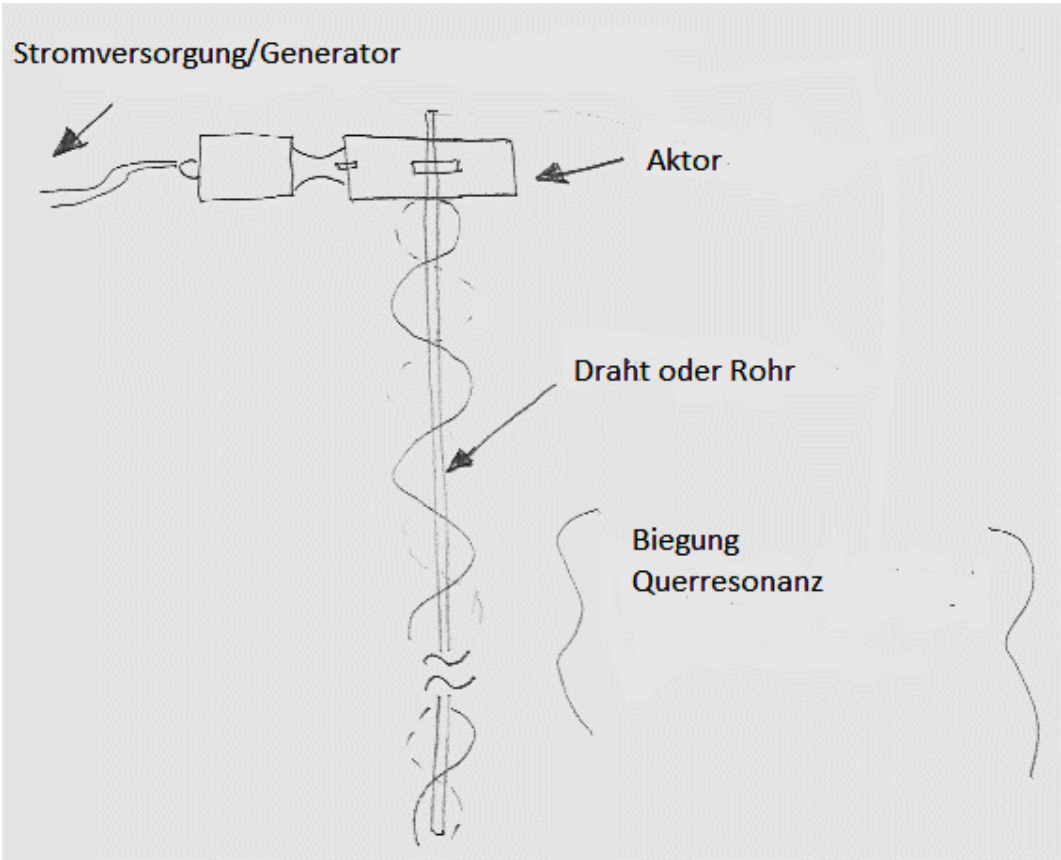 Stromversorgung/Generator
Aktor
Draht oder Rohr
Biegung
Querresonanz